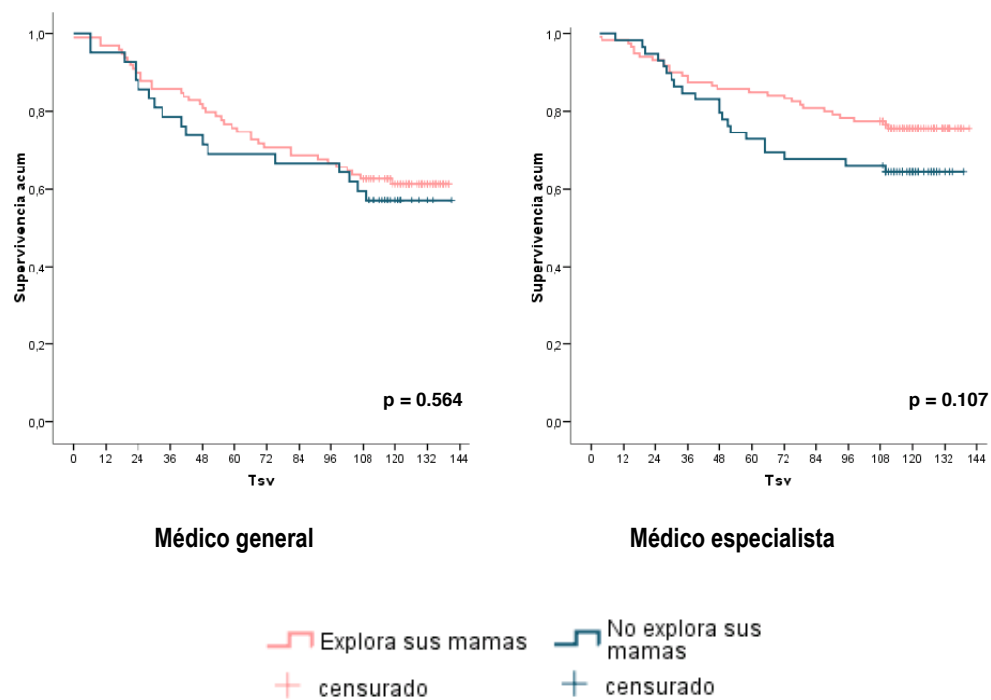 1,0
0,8
0,6
0,4
0,2
0,0
Supervivencia acum
p = 0.564
0 12 24 36 48 60 72 84 96 108 120 132 144
Tsv
Médico general
1,0
0,8
0,6
0,4
0,2
0,0
Supervivencia acum
p = 0.107
0 12 24 36 48 60 72 84 96 108 120 132 144
Tsv
Médico especialista
Explora sus mamas
censurado
No explora sus
mamas
censurado